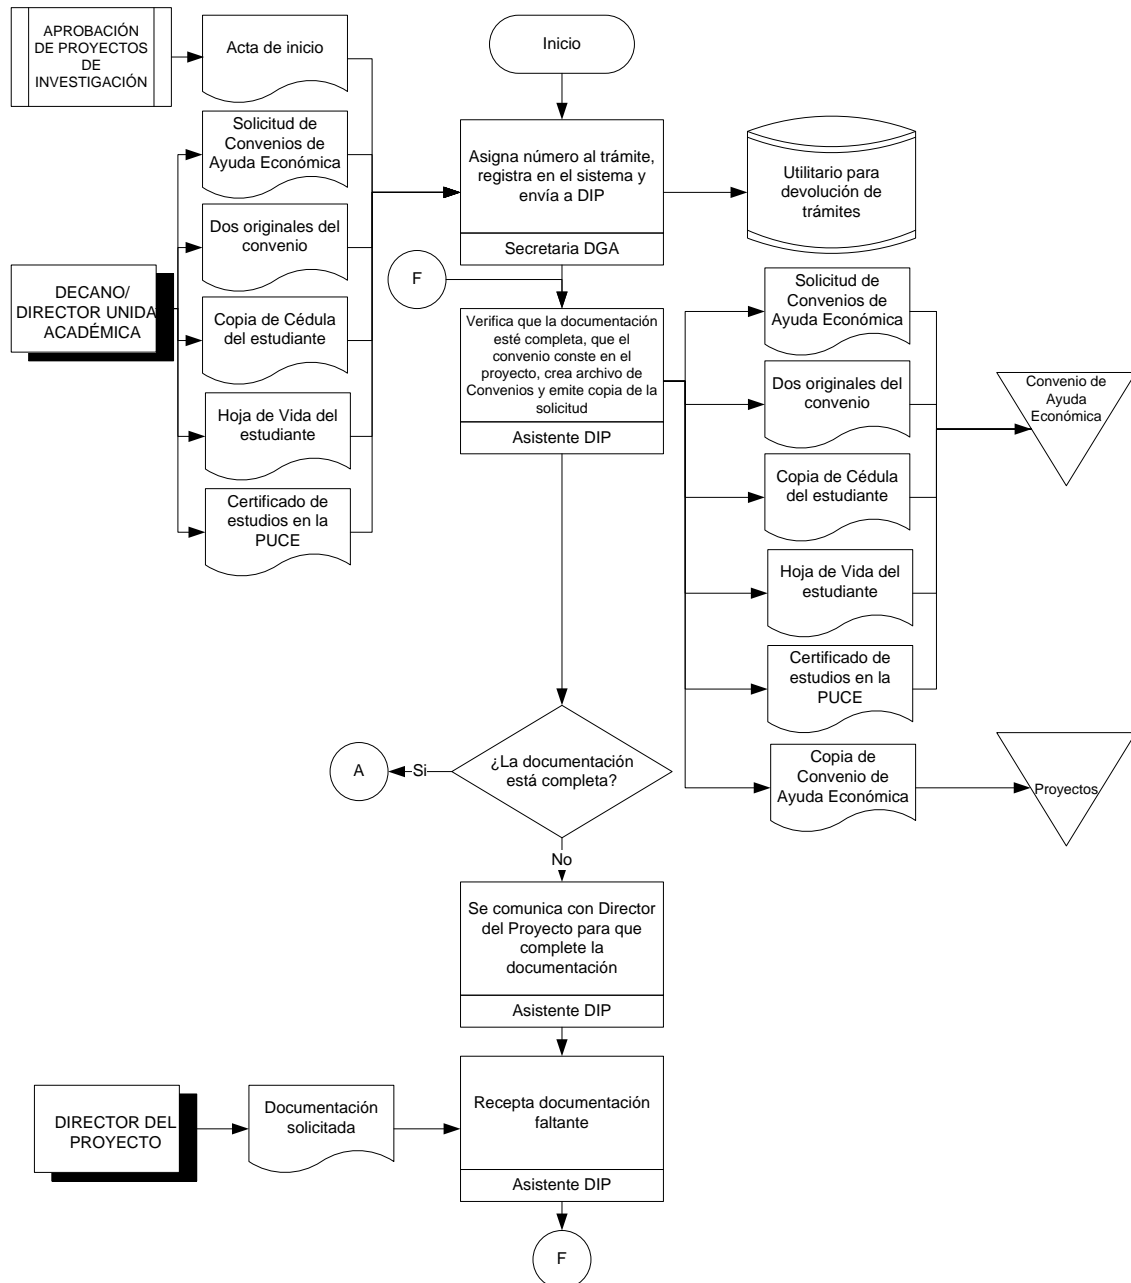 APROBACIÓN
DE PROYECTOS
DE
INVESTIGACIÓN
Acta de inicio
Inicio
Solicitud de
Convenios de
Ayuda Económica
Asigna número al trámite,
registra en el sistema y
envía a DIP
Secretaria DGA
Utilitario para
devolución de
trámites
Dos originales del
convenio
F
DECANO/
DIRECTOR UNIDA
ACADÉMICA
Copia de Cédula
del estudiante
Verifica que la documentación
esté completa, que el
convenio conste en el
proyecto, crea archivo de
Convenios y emite copia de la
solicitud
Asistente DIP
Solicitud de
Convenios de
Ayuda Económica
Dos originales del
convenio
Convenio de
Ayuda
Económica
Hoja de Vida del
estudiante
Copia de Cédula
del estudiante
Certificado de
estudios en la
PUCE
Hoja de Vida del
estudiante
Certificado de
estudios en la
PUCE
A
Si
¿La documentación
está completa?
Copia de
Convenio de
Ayuda Económica
Proyectos
No
Se comunica con Director
del Proyecto para que
complete la
documentación
Asistente DIP
DIRECTOR DEL
PROYECTO
Documentación
solicitada
Recepta documentación
faltante
Asistente DIP
F